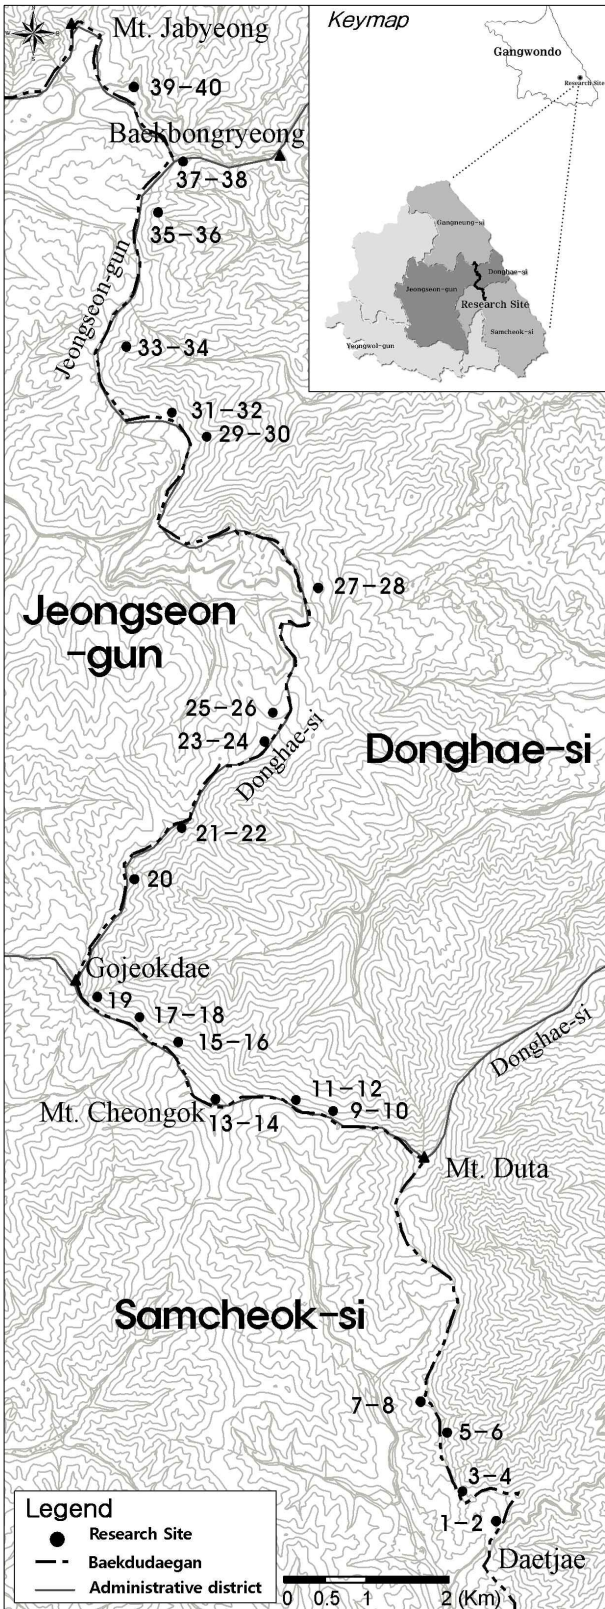 Mt. Jabyeong
Keymap
Gangwondo
Research Site
39-40
Baekbongryeong
37-38
35-36
Gangneung-si
Donghae-si
Jeongseon-gun
Research Site
Samcheok-si
Yeongwol-gun
Jeongseon-gun
33-34
31-32
29-30
27-28
Jeongseon
-gun
25-26
23-24
Donghae-si
Donghae-si
21-22
20
Gojeokdae
19
17-18
15-16
Donghae-si
11-12
9-10
Mt. Cheongok
13-14
Mt. Duta
Samcheok-si
7-8
5-6
3-4
1-2
Daetjae
Legend
Research Site
Baekdudaegan
Administrative district
0 0.5 1 2 (Km)